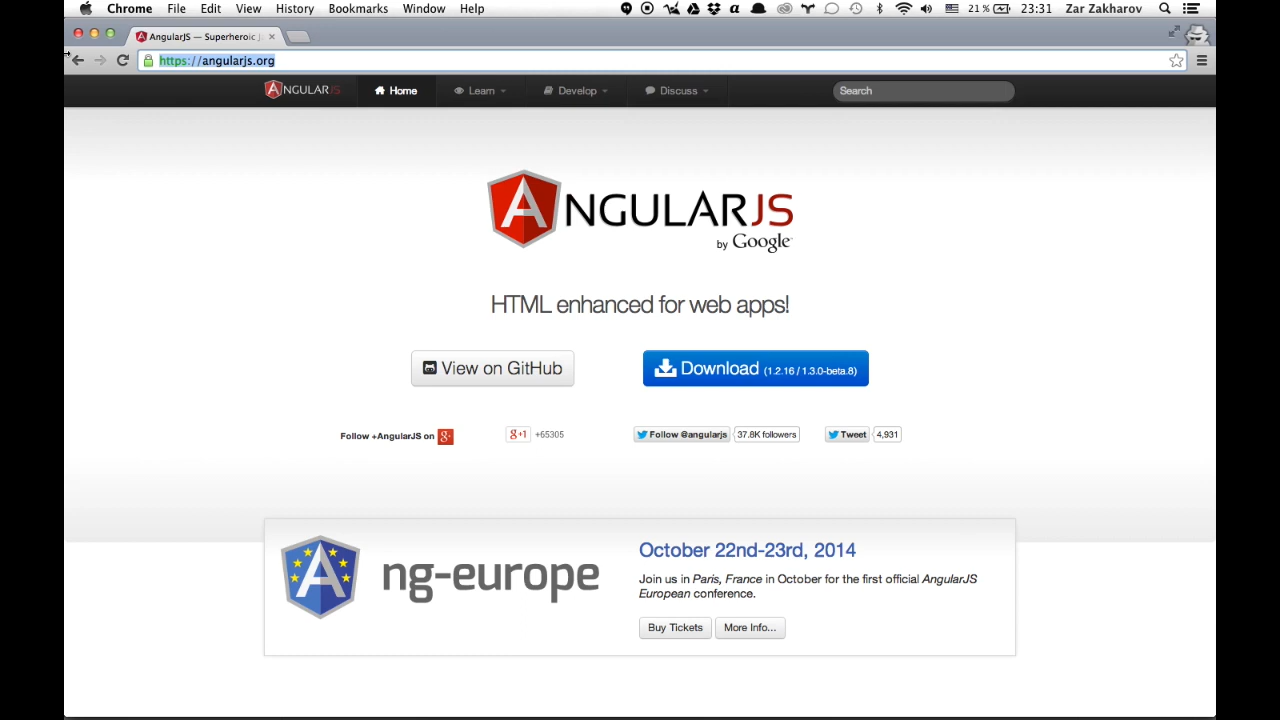 Chrome File Edit View History Bookmarks Window Help 21% 23:31 Zar Zakharov
AngularJS — Superheroic J
https://angularjs.org
ANGULARJS Home Learn Develop Discuss Search
ANGULARJS
by Google
HTML enhanced for web apps!
View on GitHub Download (1.2.16 / 1.3.0-beta.8)
Follow +AngularJS on g+ g+1 +65305 Follow @angularjs 37.8K followers Tweet 4,931
ng-europe
October 22nd-23rd, 2014
Join us in Paris, France in October for the first official AngularJS
European conference.
Buy Tickets More Info...